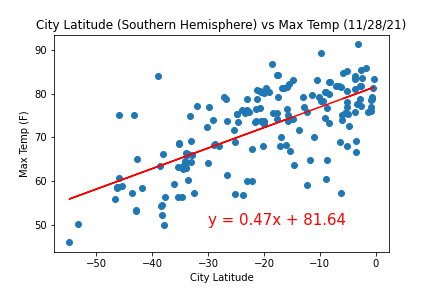 City Latitude (Southern Hemisphere) vs Max Temp (11/28/21)
90
80
70
60
50
Max Temp (F)
y = 0.47x + 81.64
−50
−40
−30
−20
−10
0
City Latitude